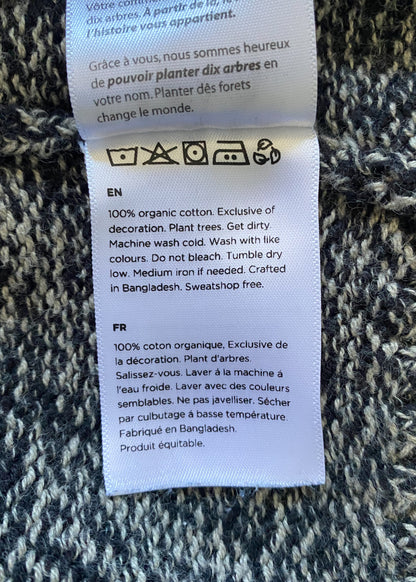 Votre comm
dix arbres. À partir de là,
l'histoire vous appartient.
Grâce à vous, nous sommes heureux
de pouvoir planter dix arbres en
votre nom. Planter dès forets
change le monde.
EN
100% organic cotton. Exclusive of
decoration. Plant trees. Get dirty.
Machine wash cold. Wash with like
colours. Do not bleach. Tumble dry
low. Medium iron if needed. Crafted
in Bangladesh. Sweatshop free.
FR
100% coton organique, Exclusive de
la décoration. Plant d'arbres.
Salissez-vous. Laver à la machine á
l'eau froide. Laver avec des couleurs
semblables. Ne pas javelliser. Sécher
par culbutage á basse température.
Fabriqué en Bangladesh.
Produit équitable.